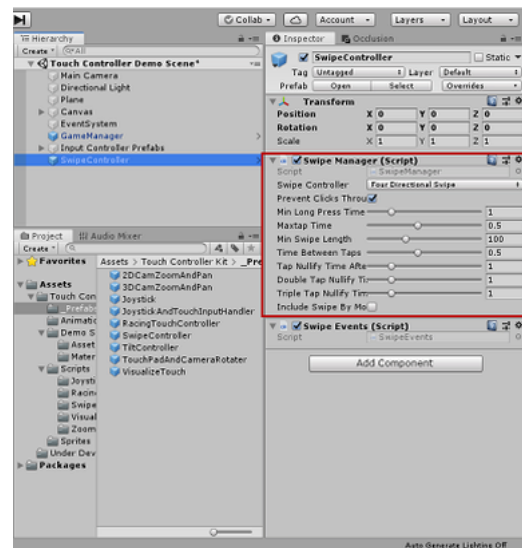 Collab
Account
Layers
Layout
Hierarchy
Create
All
Touch Controller Demo Scene*
Main Camera
Directional Light
Plane
Canvas
EventSystem
GameManager
Input Controller Prefabs
SwipeController
Project Audio Mixer
Create
Favorites
Assets
Touch Con
_Prefabs
Animatic
Demo S
Asset
Mater
Scripts
Joysti
Racin
Swipe
Visual
Zoom
Sprites
Under Dev
Packages
Assets > Touch Controller Kit > _Pre
2DCamZoomAndPan
3DCamZoomAndPan
Joystick
JoystickAndTouchInputHandler
RacingTouchController
SwipeController
TiltController
TouchPadAndCameraRotater
VisualizeTouch
Inspector Occlusion
SwipeController Static
Tag Untagged Layer Default
Prefab Open Select Overrides
Transform
Position X 0 Y 0 Z 0
Rotation X 0 Y 0 Z 0
Scale X 1 Y 1 Z 1
Swipe Manager (Script)
Script SwipeManager
Swipe Controller Four Directional Swipe
Prevent Clicks Throu
Min Long Press Time 1
Maxtap Time 0.5
Min Swipe Length 100
Time Between Taps 0.5
Tap Nullify Time Afte 1
Double Tap Nullify Ti 1
Triple Tap Nullify Tim 1
Include Swipe By Mo
Swipe Events (Script)
Script SwipeEvents
Add Component
Auto Generate Lighting Off